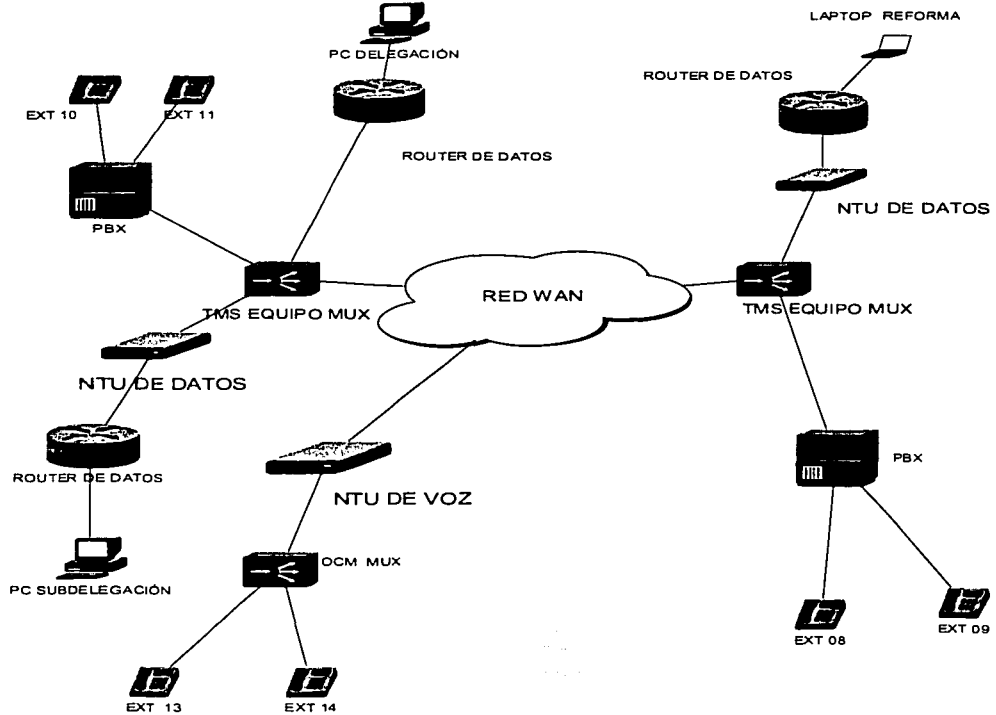 LAPTOP REFORMA
PC DELEGACIÓN
ROUTER DE DATOS
EXT 10
EXT 11
ROUTER DE DATOS
NTU DE DATOS
PBX
RED WAN
TMS EQUIPO MUX
TMS EQUIPO MUX
NTU DE DATOS
PBX
ROUTER DE DATOS
NTU DE VOZ
OCM MUX
PC SUBDELEGACIÓN
EXT 08
EXT 09
EXT 13
EXT 14